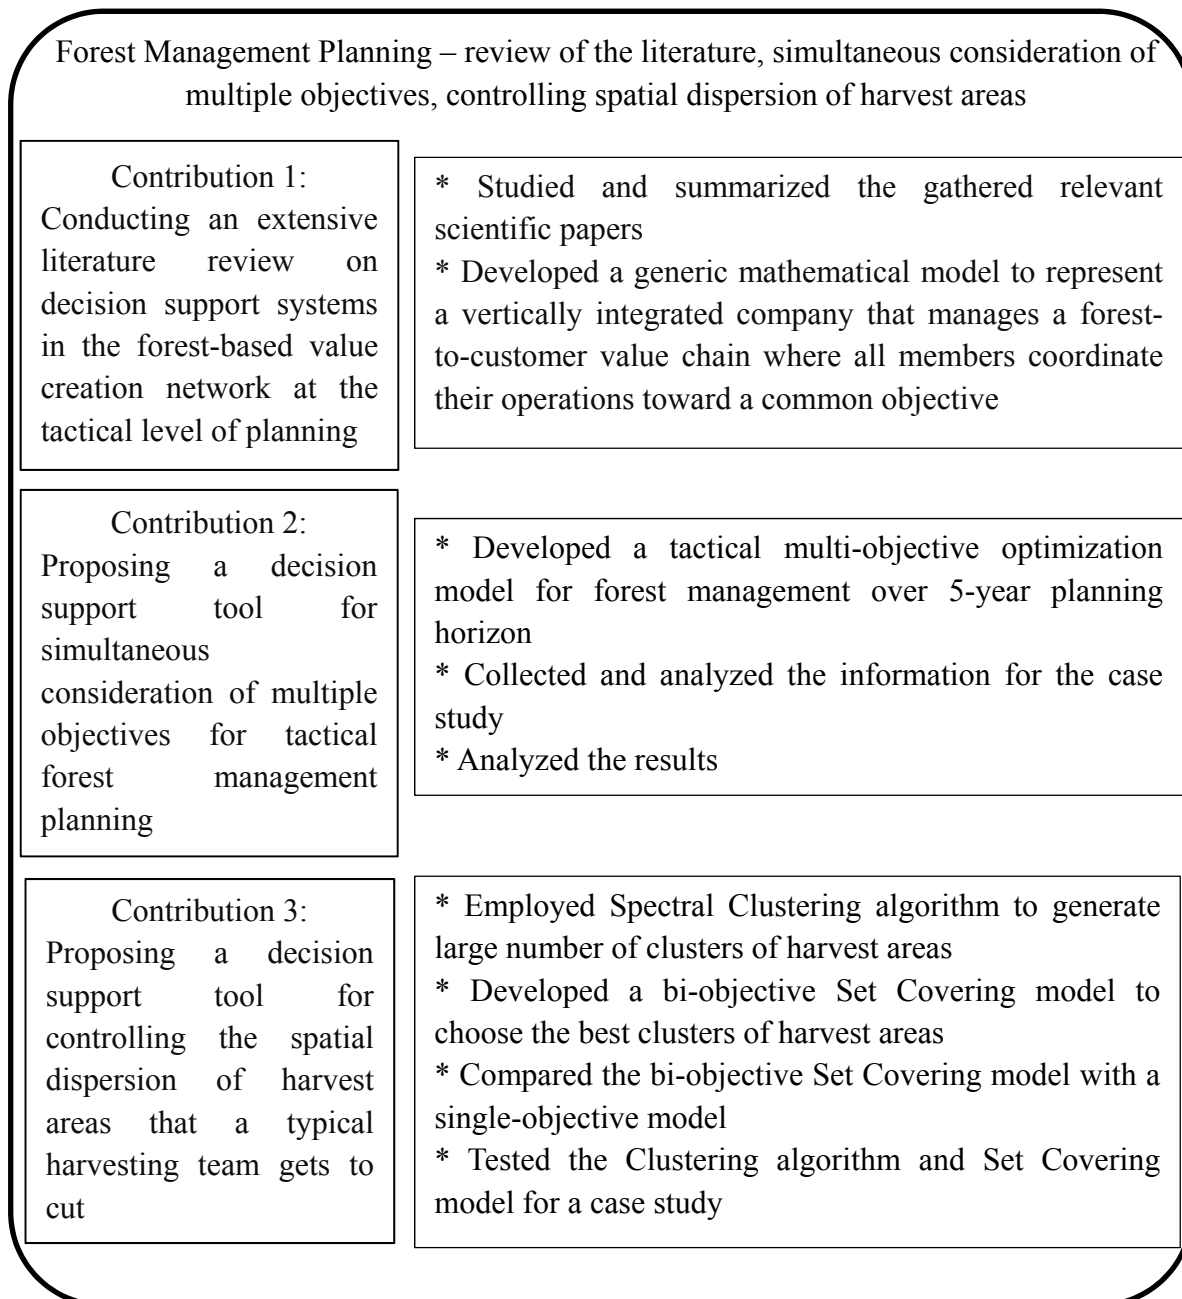 Forest Management Planning – review of the literature, simultaneous consideration of
multiple objectives, controlling spatial dispersion of harvest areas
Contribution 1:
Conducting an extensive
literature review on
decision support systems
in the forest-based value
creation network at the
tactical level of planning
* Studied and summarized the gathered relevant
scientific papers
* Developed a generic mathematical model to represent
a vertically integrated company that manages a forest-
to-customer value chain where all members coordinate
their operations toward a common objective
Contribution 2:
Proposing a decision
support tool for
simultaneous
consideration of multiple
objectives for tactical
forest management
planning
* Developed a tactical multi-objective optimization
model for forest management over 5-year planning
horizon
* Collected and analyzed the information for the case
study
* Analyzed the results
Contribution 3:
Proposing a decision
support tool for
controlling the spatial
dispersion of harvest
areas that a typical
harvesting team gets to
cut
* Employed Spectral Clustering algorithm to generate
large number of clusters of harvest areas
* Developed a bi-objective Set Covering model to
choose the best clusters of harvest areas
* Compared the bi-objective Set Covering model with a
single-objective model
* Tested the Clustering algorithm and Set Covering
model for a case study